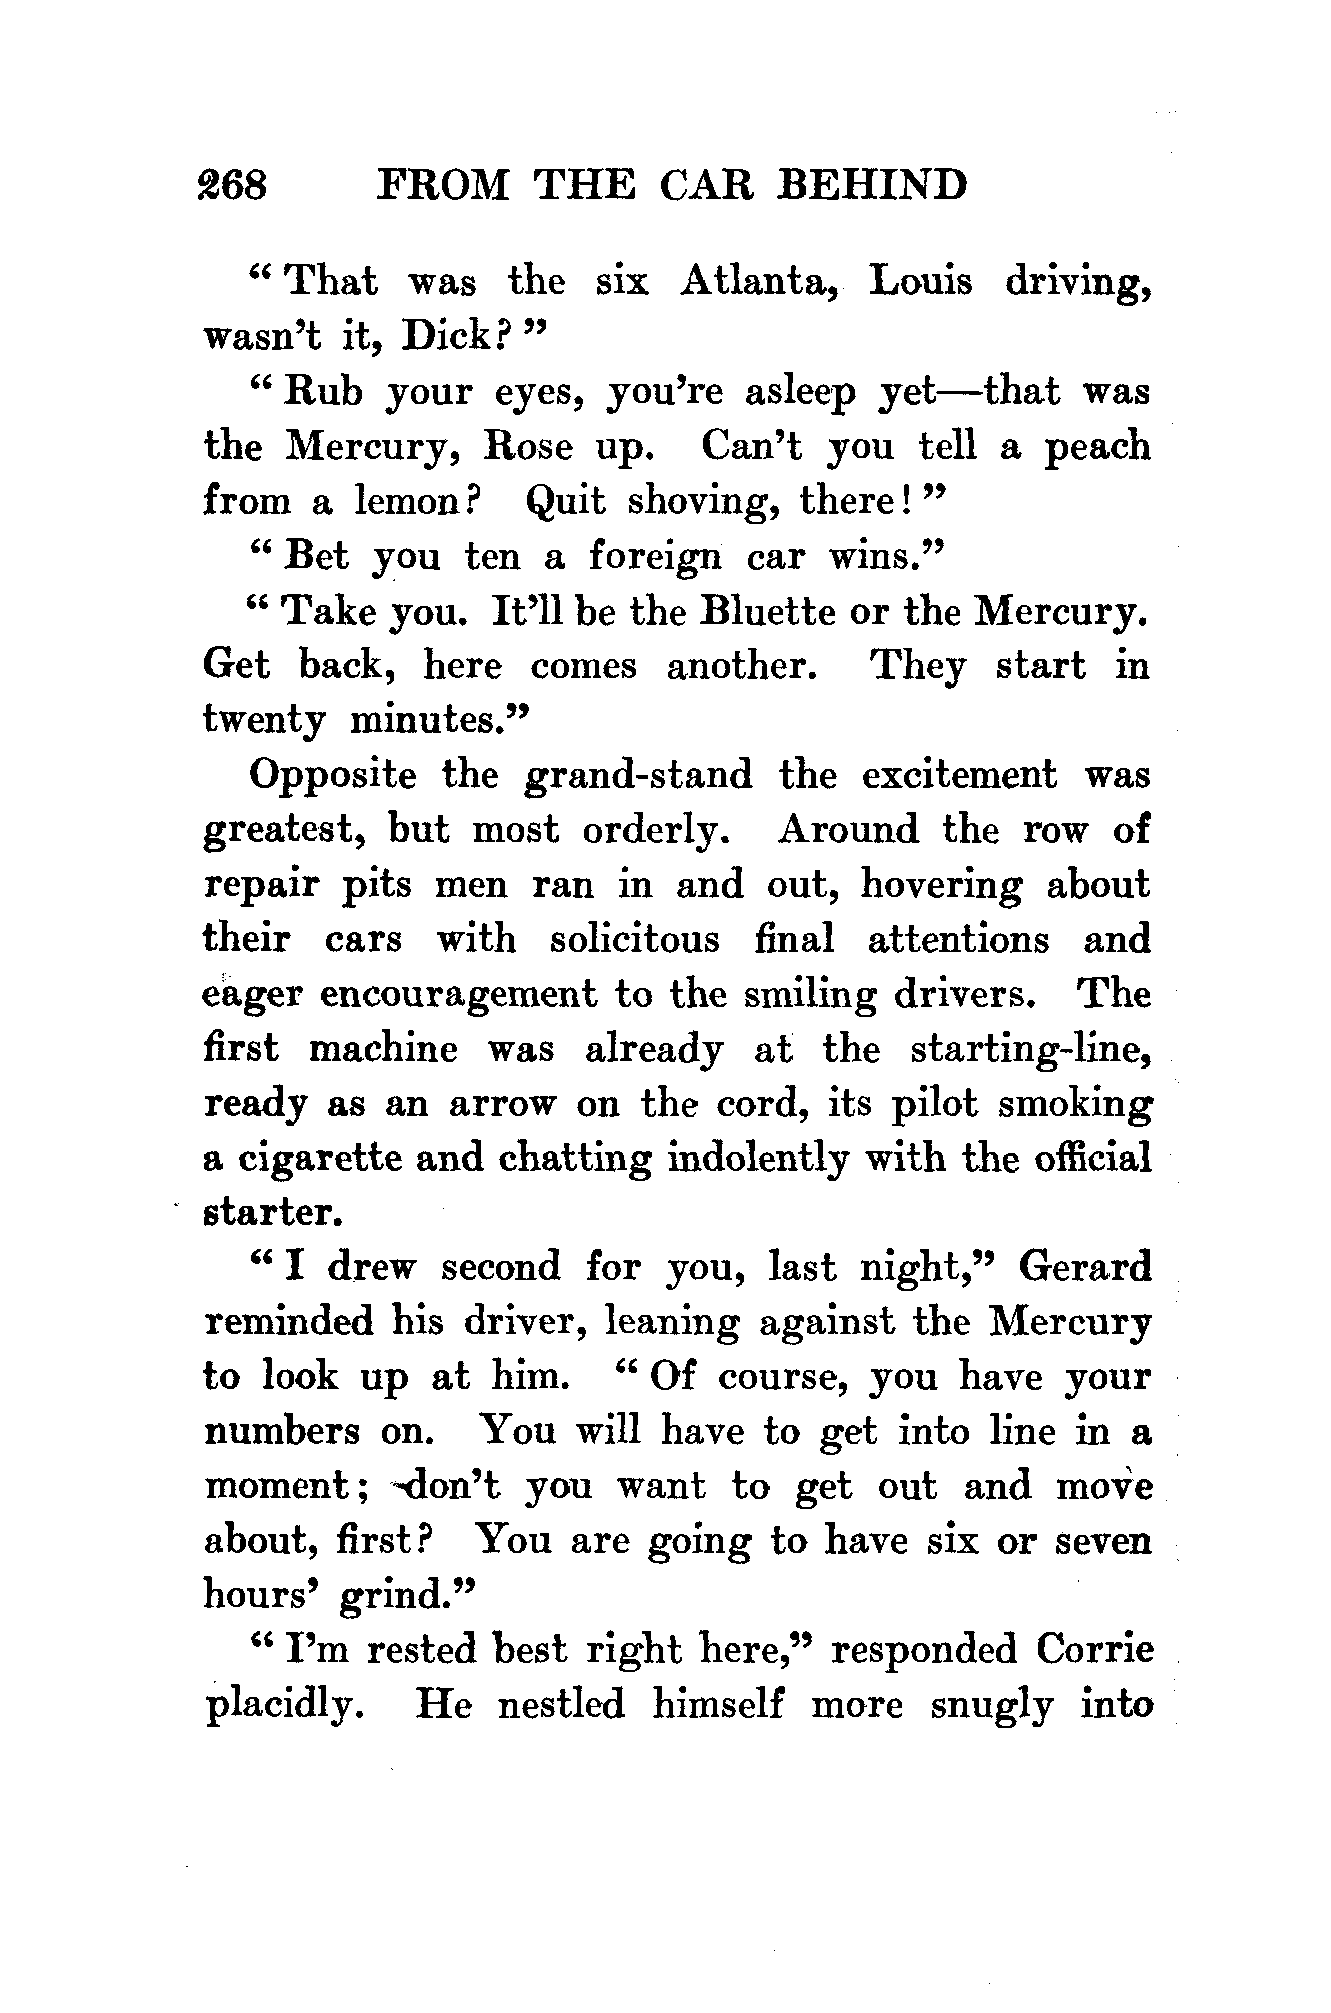 268 FROM THE CAR BEHIND
“ That was the six Atlanta, Louis driving,
wasn’t it, Dick? ”
“ Rub your eyes, you’re asleep yet—that was
the Mercury, Rose up. Can’t you tell a peach
from a lemon? Quit shoving, there! ”
“ Bet you ten a foreign car wins.”
“ Take you. It’ll be the Bluette or the Mercury.
Get back, here comes another. They start in
twenty minutes.”
Opposite the grand-stand the excitement was
greatest, but most orderly. Around the row of
repair pits men ran in and out, hovering about
their cars with solicitous final attentions and
eager encouragement to the smiling drivers. The
first machine was already at the starting-line,
ready as an arrow on the cord, its pilot smoking
a cigarette and chatting indolently with the official
starter.
“ I drew second for you, last night,” Gerard
reminded his driver, leaning against the Mercury
to look up at him. “ Of course, you have your
numbers on. You will have to get into line in a
moment; don’t you want to get out and move
about, first? You are going to have six or seven
hours’ grind.”
“ I’m rested best right here,” responded Corrie
placidly. He nestled himself more snugly into